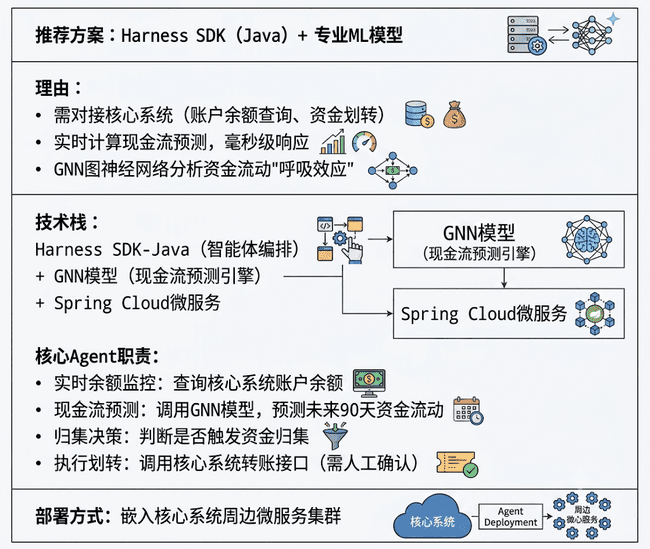 推荐方案：Harness SDK（Java）+ 专业ML模型
理由：
• 需对接核心系统（账户余额查询、资金划转）
• 实时计算现金流预测，毫秒级响应
• GNN图神经网络分析资金流动"呼吸效应"
技术栈：
Harness SDK-Java（智能体编排）
+ GNN模型（现金流预测引擎）
+ Spring Cloud微服务
GNN模型
（现金流预测引擎）
Spring Cloud微服务
核心Agent职责：
• 实时余额监控：查询核心系统账户余额
• 现金流预测：调用GNN模型，预测未来90天资金流动
• 归集决策：判断是否触发资金归集
• 执行划转：调用核心系统转账接口（需人工确认）
部署方式：嵌入核心系统周边微服务集群
核心系统
Agent
Deployment
周边
微心服务